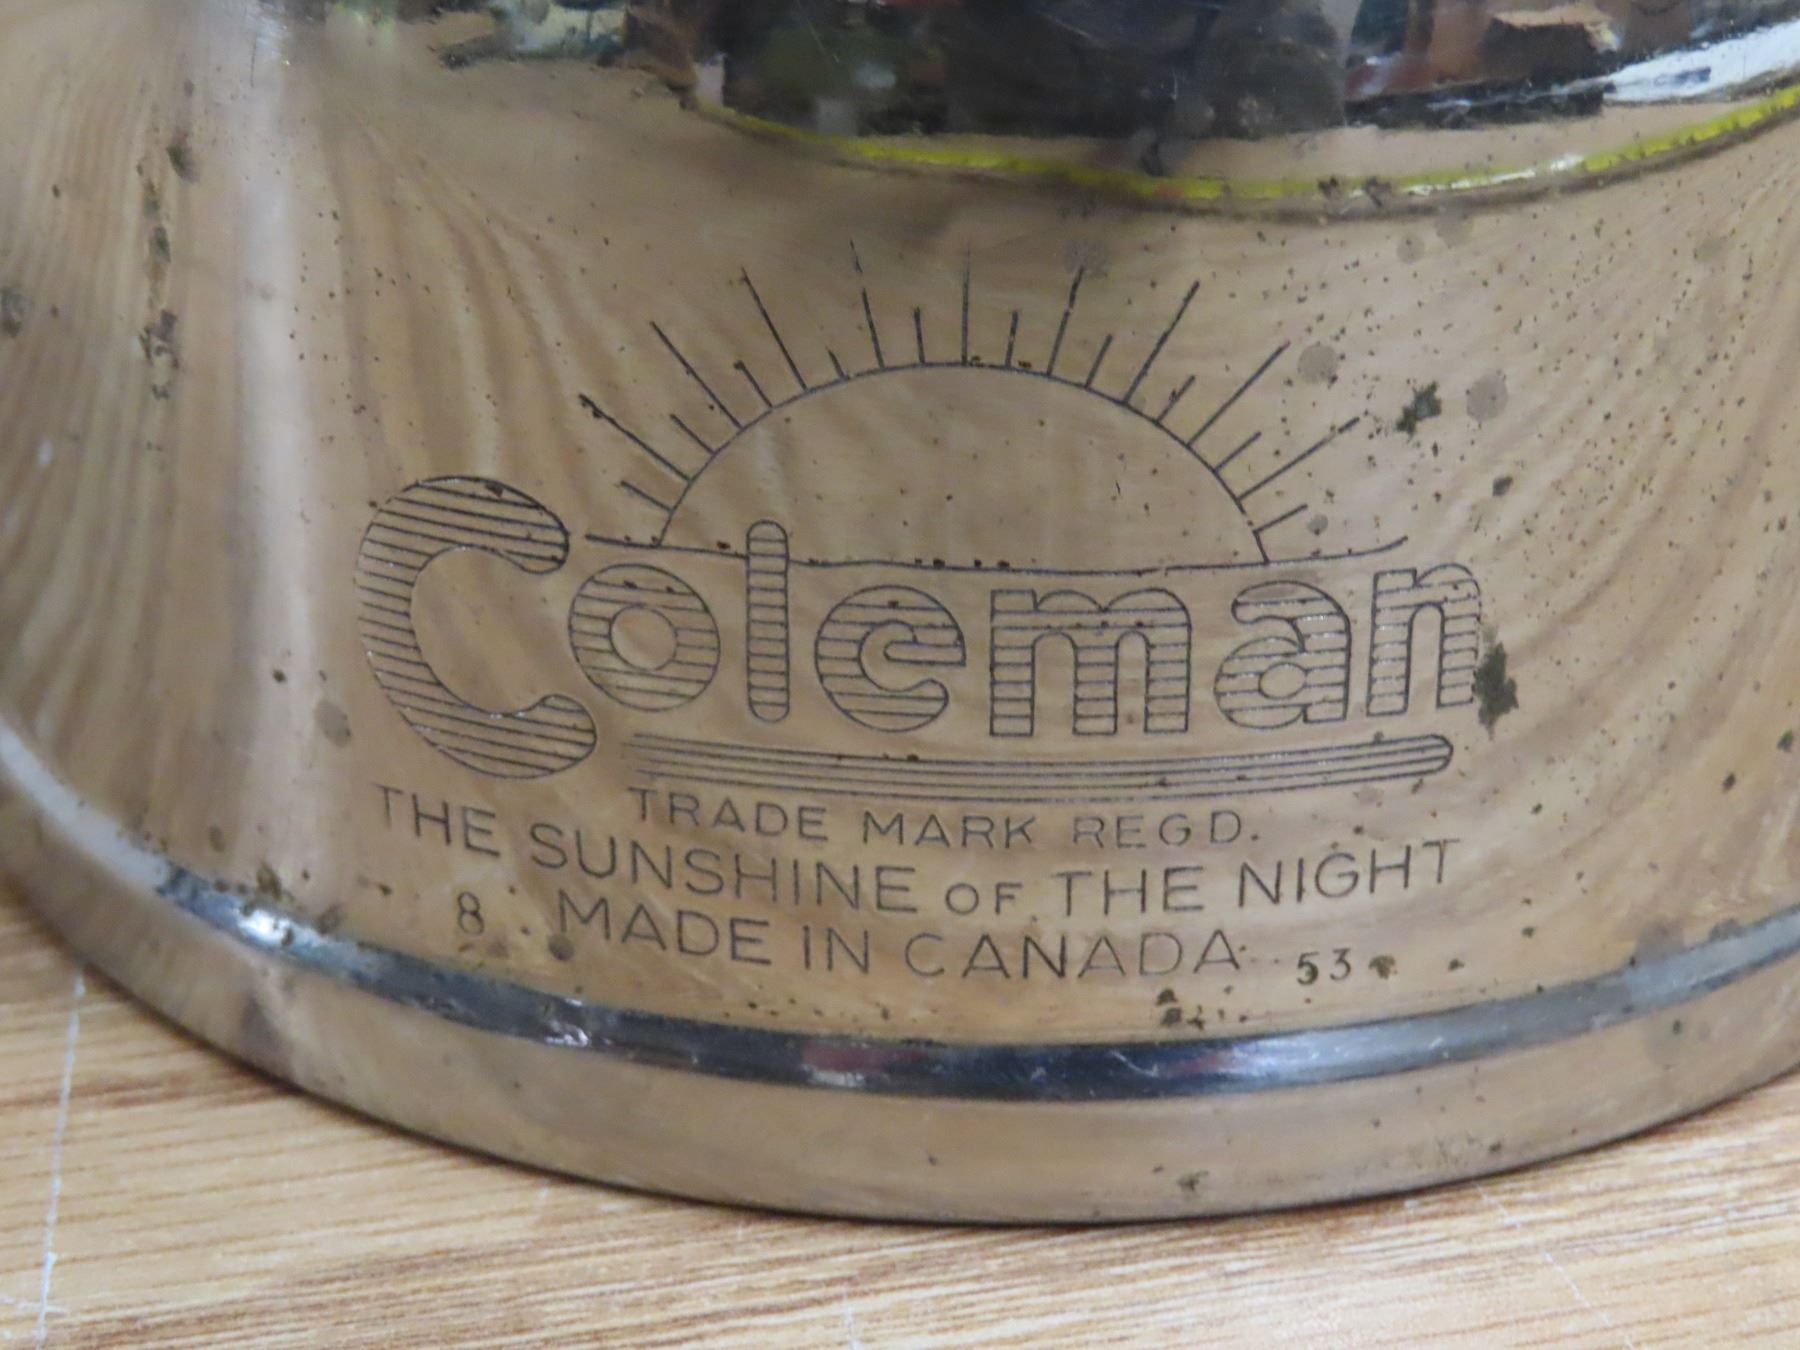 Coleman
TRADE MARK REGD.
THE SUNSHINE OF THE NIGHT
8 MADE IN CANADA 53